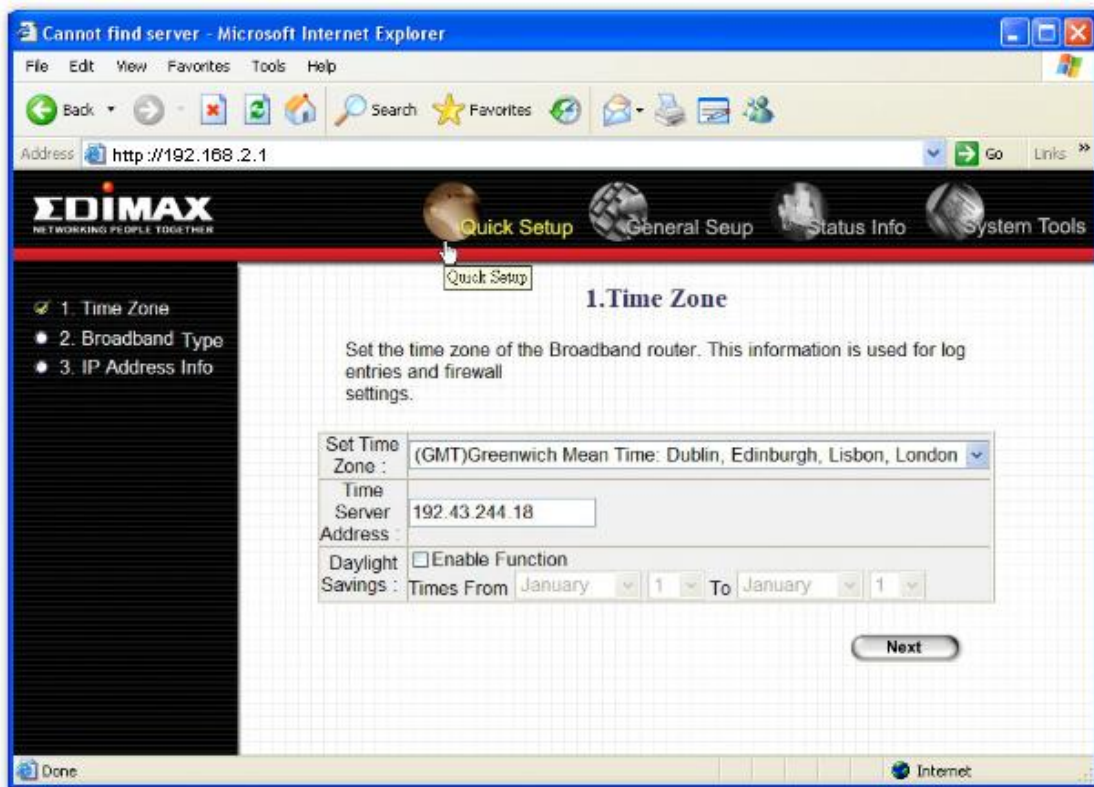 Cannot find server - Microsoft Internet Explorer
File Edit View Favorites Tools Help
Back Search Favorites
Address http://192.168.2.1 Go Links »
EDIMAX
NETWORKING PEOPLE TOGETHER
Quick Setup General Seup Status Info System Tools
Quick Setup
1. Time Zone
2. Broadband Type
3. IP Address Info
1.Time Zone
Set the time zone of the Broadband router. This information is used for log
entries and firewall
settings.
Set Time
Zone :
(GMT)Greenwich Mean Time: Dublin, Edinburgh, Lisbon, London
Time
Server
Address :
192.43.244.18
Daylight
Savings :
Enable Function
Times From January 1 To January 1
Next
Done Internet